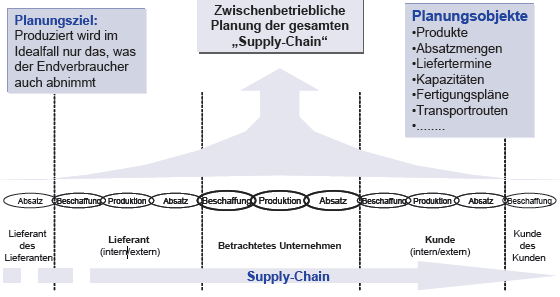 Planungsziel:
Produziert wird im
Idealfall nur das, was
der Endverbraucher
auch abnimmt
Zwischenbetriebliche
Planung der gesamten
„Supply-Chain“
Planungsobjekte
•Produkte
•Absatzmengen
•Liefertermine
•Kapazitäten
•Fertigungspläne
•Transportrouten
•........
Absatz Beschaffung Produktion Absatz Beschaffung Produktion Absatz Beschaffung Produktion Absatz Beschaffung
Lieferant
des
Lieferanten
Lieferant
(intern/extern)
Betrachtetes Unternehmen
Kunde
(intern/extern)
Kunde
des
Kunden
Supply-Chain